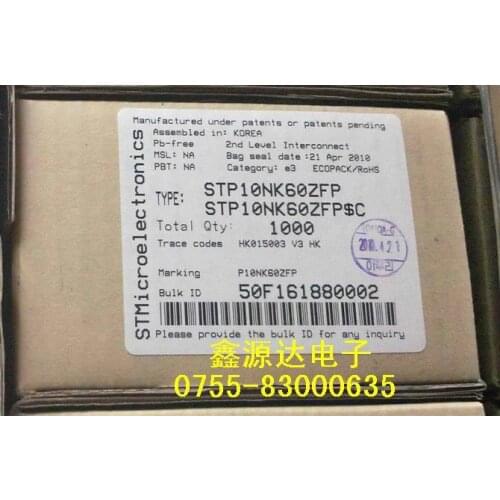 STMicroelectronics
Manufactured under patents or patents pending
Assembled in: KOREA
Pb-free 2nd Level Interconnect
MSL: NA Bag seal date :21 Apr 2010
PBT: NA Category: e3 ECOPACK/RoHS
TYPE: STP10NK60ZFP
STP10NK60ZFP$C
Total Qty: 1000
Trace codes HK015003 V3 HK
2010.4.21
Marking P10NK60ZFP
Bulk ID 50F161880002
Please provide the bulk ID for any inquiry
鑫源达电子
0755-83000635